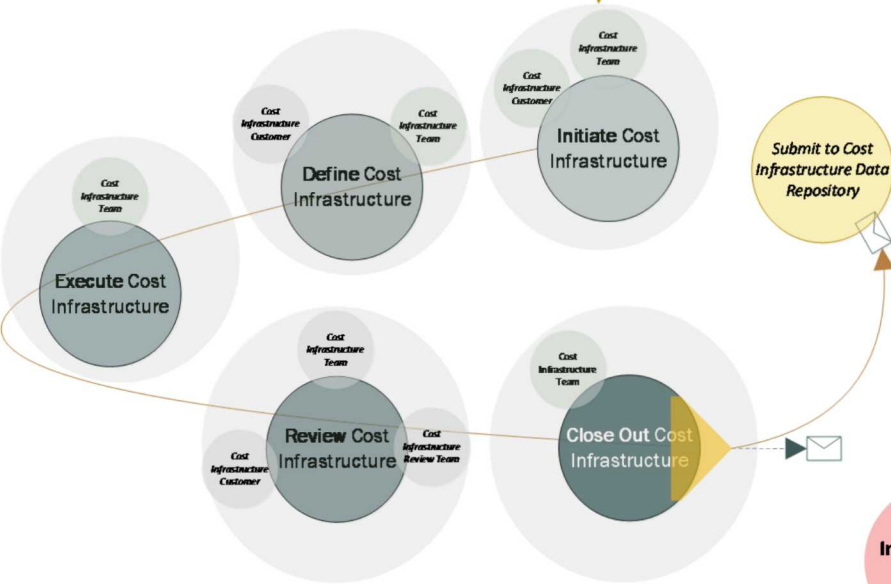 Cost
Infrastructure
Team
Cost
Infrastructure
Customer
Initiate Cost
Infrastructure
Cost
Infrastructure
Customer
Cost
Infrastructure
Team
Define Cost
Infrastructure
Submit to Cost
Infrastructure Data
Repository
Cost
Infrastructure
Team
Execute Cost
Infrastructure
Cost
Infrastructure
Team
Review Cost
Infrastructure
Cost
Infrastructure
Review Team
Cost
Infrastructure
Customer
Cost
Infrastructure
Team
Close Out Cost
Infrastructure